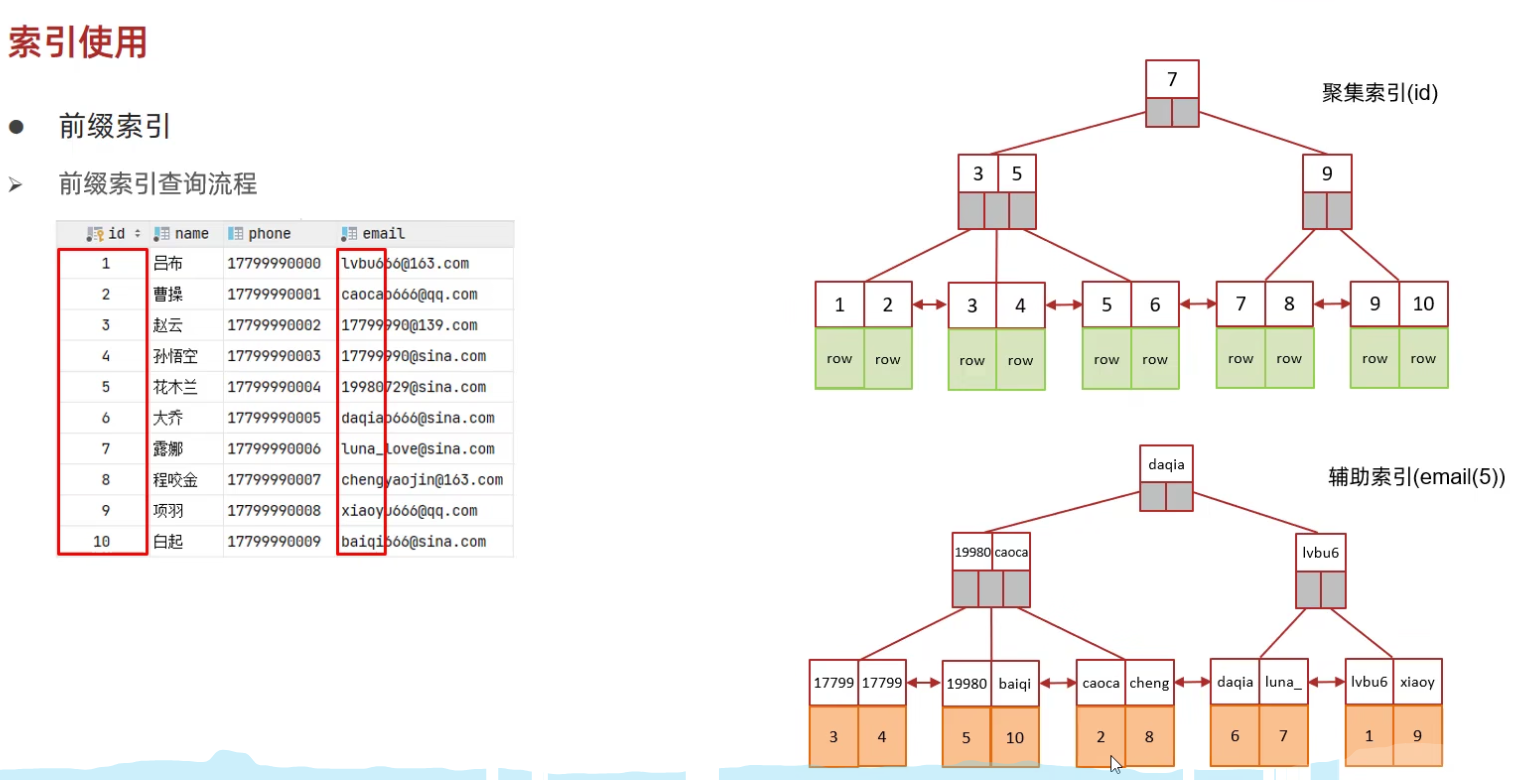 索引使用
● 前缀索引
➢ 前缀索引查询流程
id name phone email
1 吕布 17799990000 lvbu666@163.com
2 曹操 17799990001 caocao666@qq.com
3 赵云 17799990002 17799990@139.com
4 孙悟空 17799990003 17799990@sina.com
5 花木兰 17799990004 19980729@sina.com
6 大乔 17799990005 daqiao666@sina.com
7 露娜 17799990006 luna_love@sina.com
8 程咬金 17799990007 chengyaojin@163.com
9 项羽 17799990008 xiaoyu666@qq.com
10 白起 17799990009 baiqi666@sina.com
聚集索引(id)
7
3 5 9
1 2 3 4 5 6 7 8 9 10
row row row row row row row row row row
辅助索引(email(5))
daqia
19980 caoca lvbu6
17799 17799 19980 baiqi caoca cheng daqia luna_ lvbu6 xiaoy
3 4 5 10 2 8 6 7 1 9